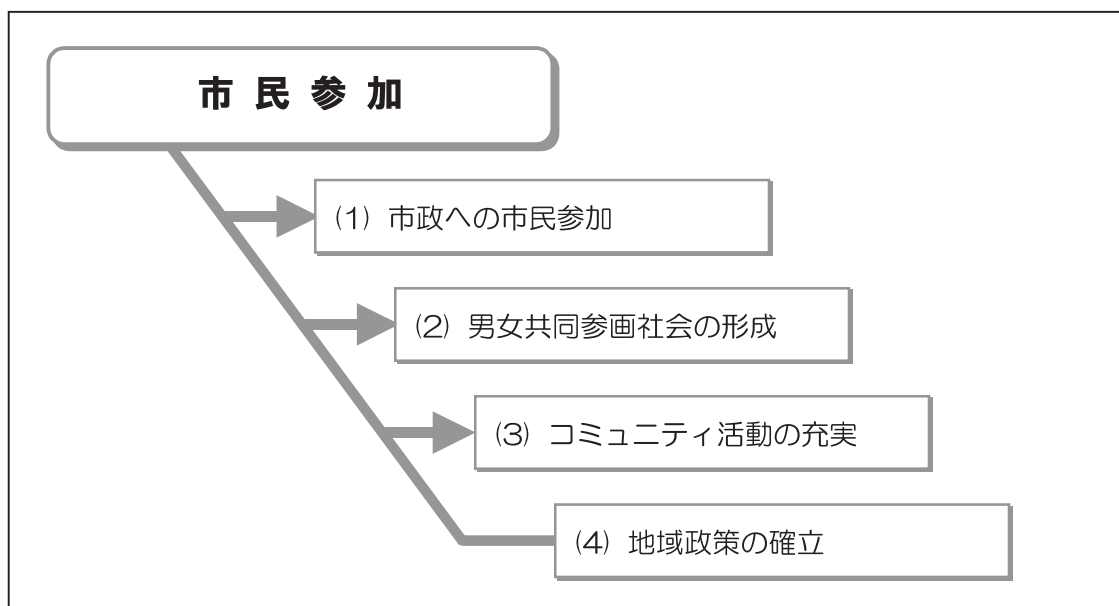 市民参加
(1) 市政への市民参加
(2) 男女共同参画社会の形成
(3) コミュニティ活動の充実
(4) 地域政策の確立